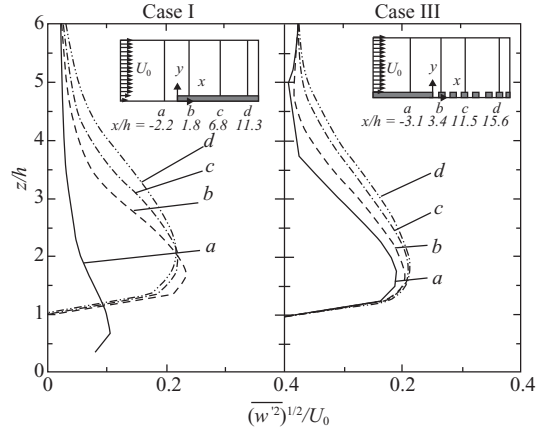 Case I Case III
6
5
4
3
2
1
0
z/h
U0 y x
a b c d
x/h = -2.2 1.8 6.8 11.3
d
c
b
a
U0 y x
a b c d
x/h = -3.1 3.4 11.5 15.6
d
c
b
a
0 0.2 0.4 0.2 0.4
(w'2)1/2/U0